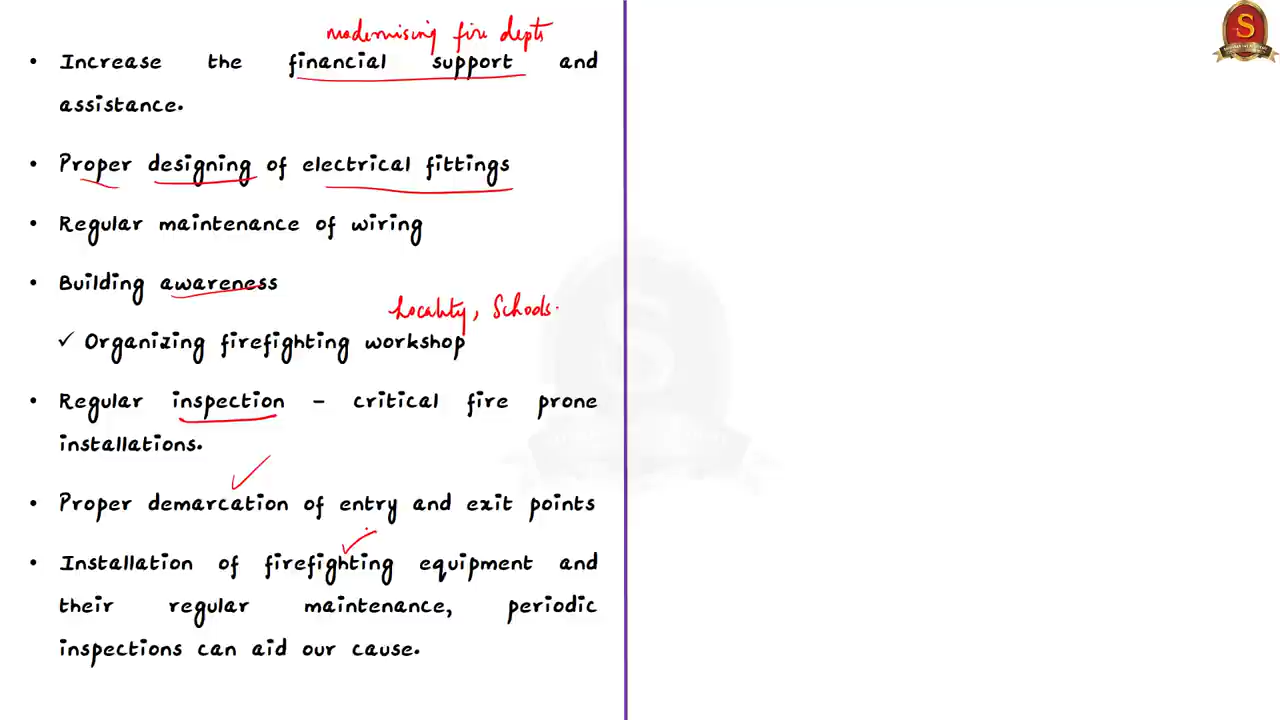 modernising fire depts
• Increase the financial support and
assistance.
• Proper designing of electrical fittings
• Regular maintenance of wiring
• Building awareness
locality, Schools.
✓ Organizing firefighting workshop
• Regular inspection – critical fire prone
installations.
• Proper demarcation of entry and exit points
• Installation of firefighting equipment and
their regular maintenance, periodic
inspections can aid our cause.
S